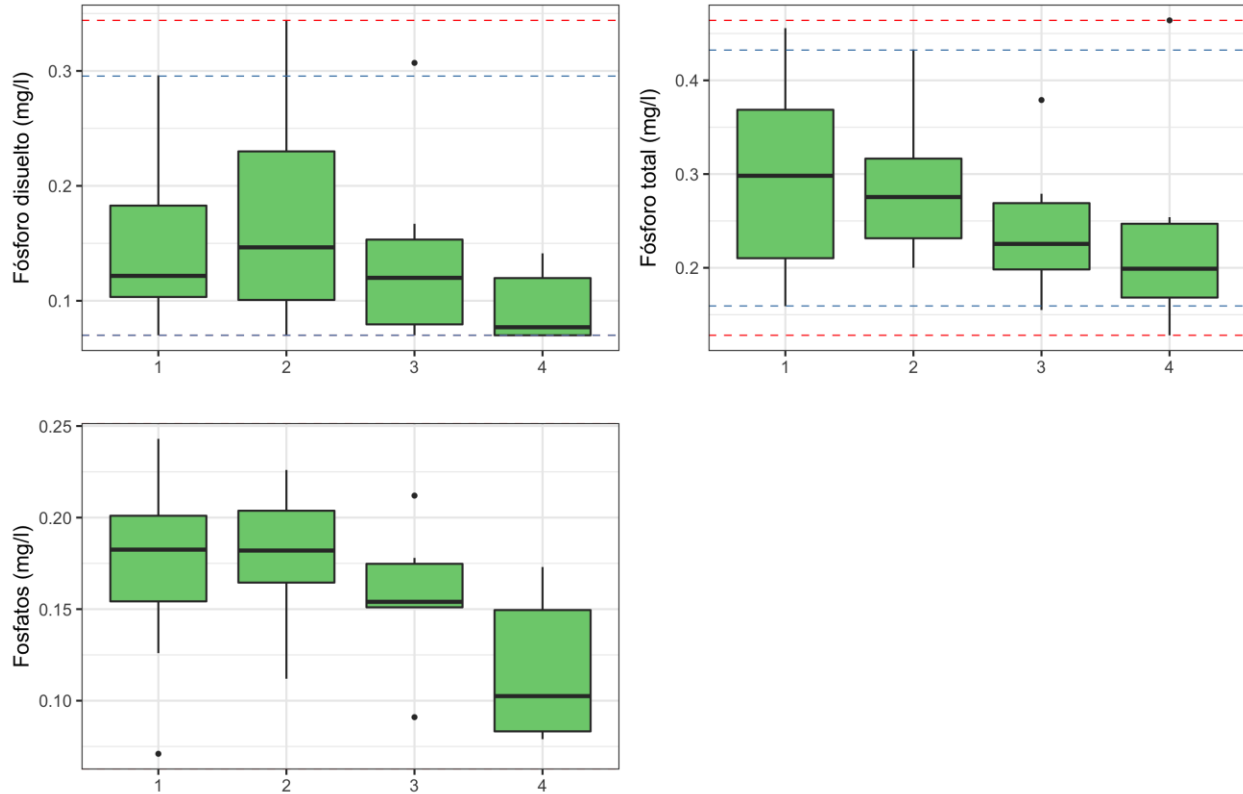 Fósforo disuelto (mg/l)
0.3
0.2
0.1
1 2 3 4
Fósforo total (mg/l)
0.4
0.3
0.2
1 2 3 4
Fosfatos (mg/l)
0.25
0.20
0.15
0.10
1 2 3 4